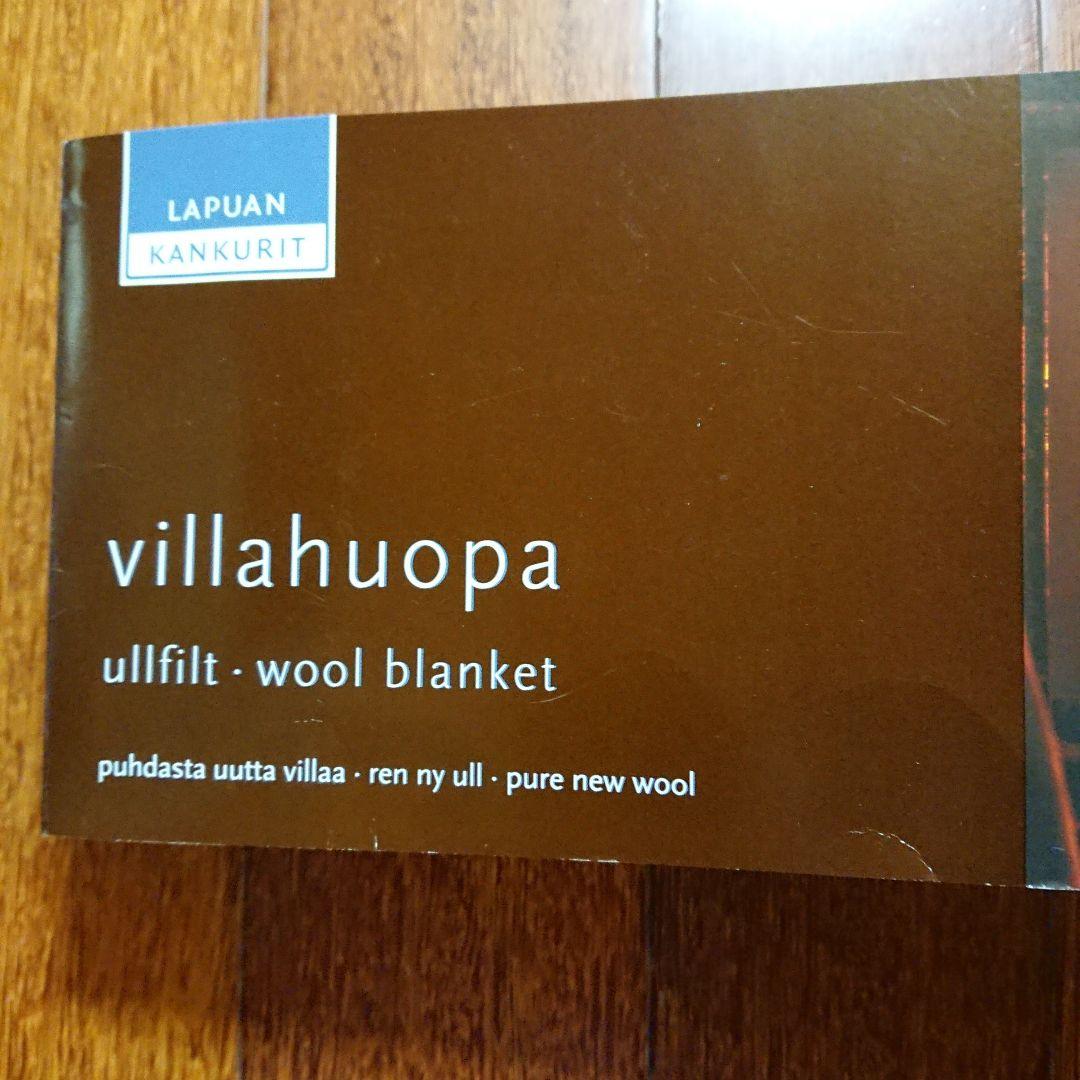 LAPUAN
KANKURIT
villahuopa
ullfilt · wool blanket
puhdasta uutta villaa · ren ny ull · pure new wool